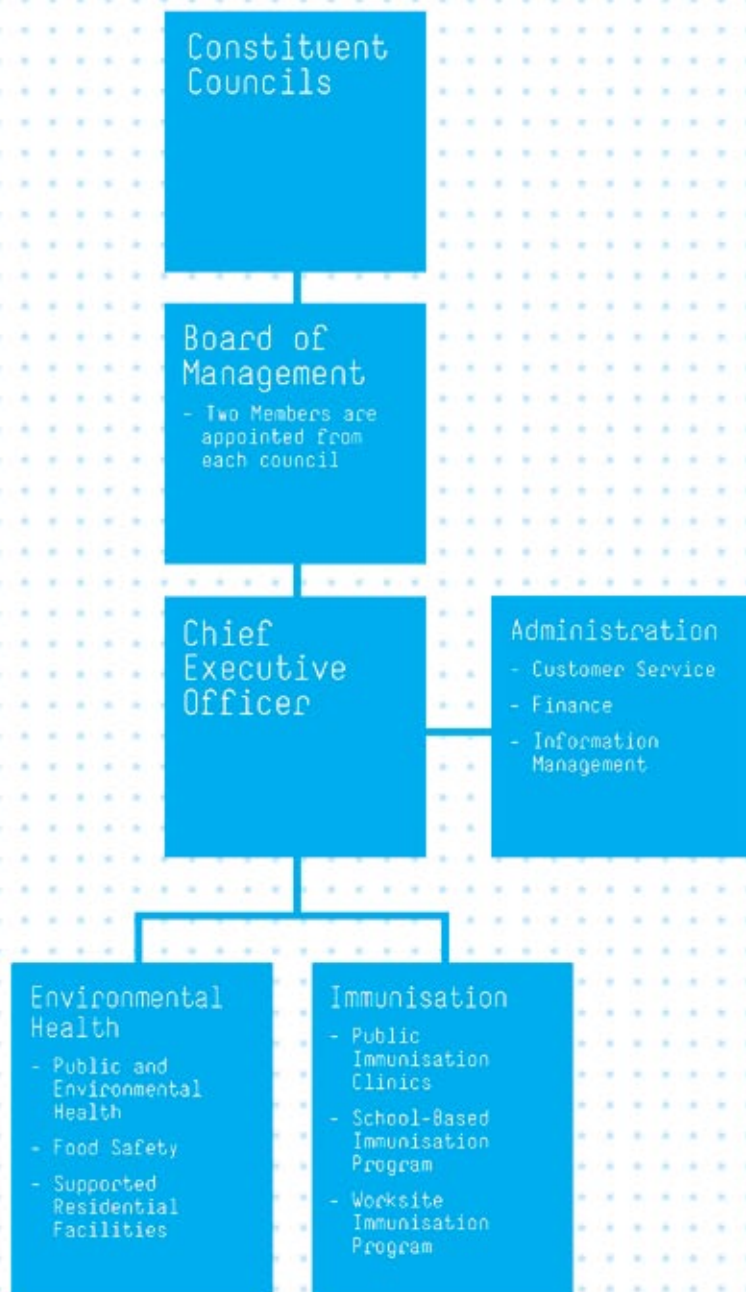 Constituent
Councils
Board of
Management
- Two Members are
appointed from
each council
Chief
Executive
Officer
Administration
- Customer Service
- Finance
- Information
Management
Environmental
Health
- Public and
Environmental
Health
- Food Safety
- Supported
Residential
Facilities
Immunisation
- Public
Immunisation
Clinics
- School-Based
Immunisation
Program
- Worksite
Immunisation
Program